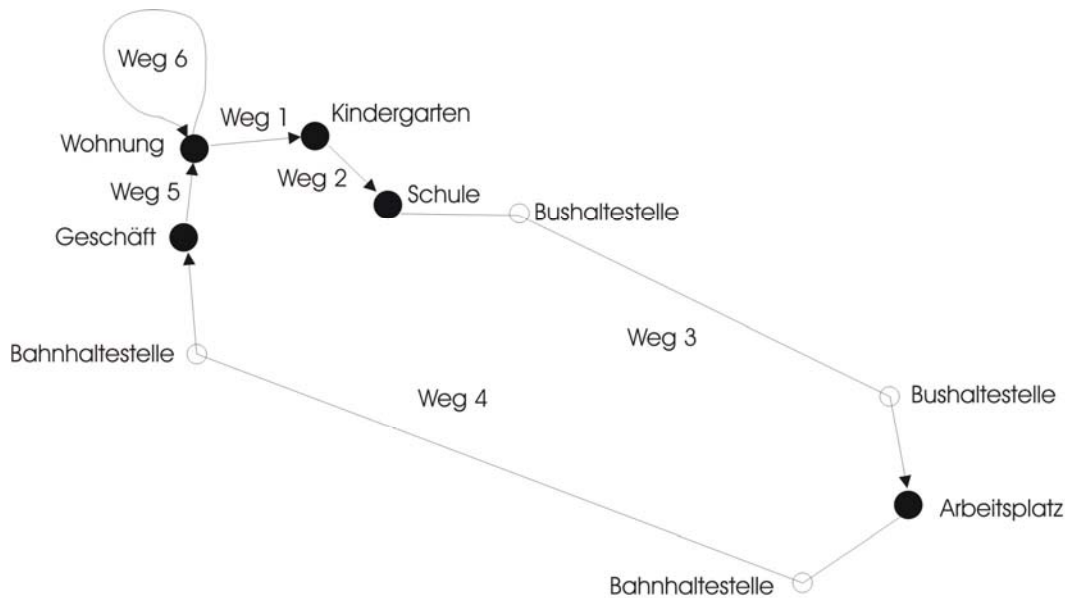 Weg 6
Weg 1
Kindergarten
Wohnung
Weg 2
Weg 5
Schule
Bushaltestelle
Geschäft
Weg 3
Bahnhaltestelle
Weg 4
Bushaltestelle
Arbeitsplatz
Bahnhaltestelle